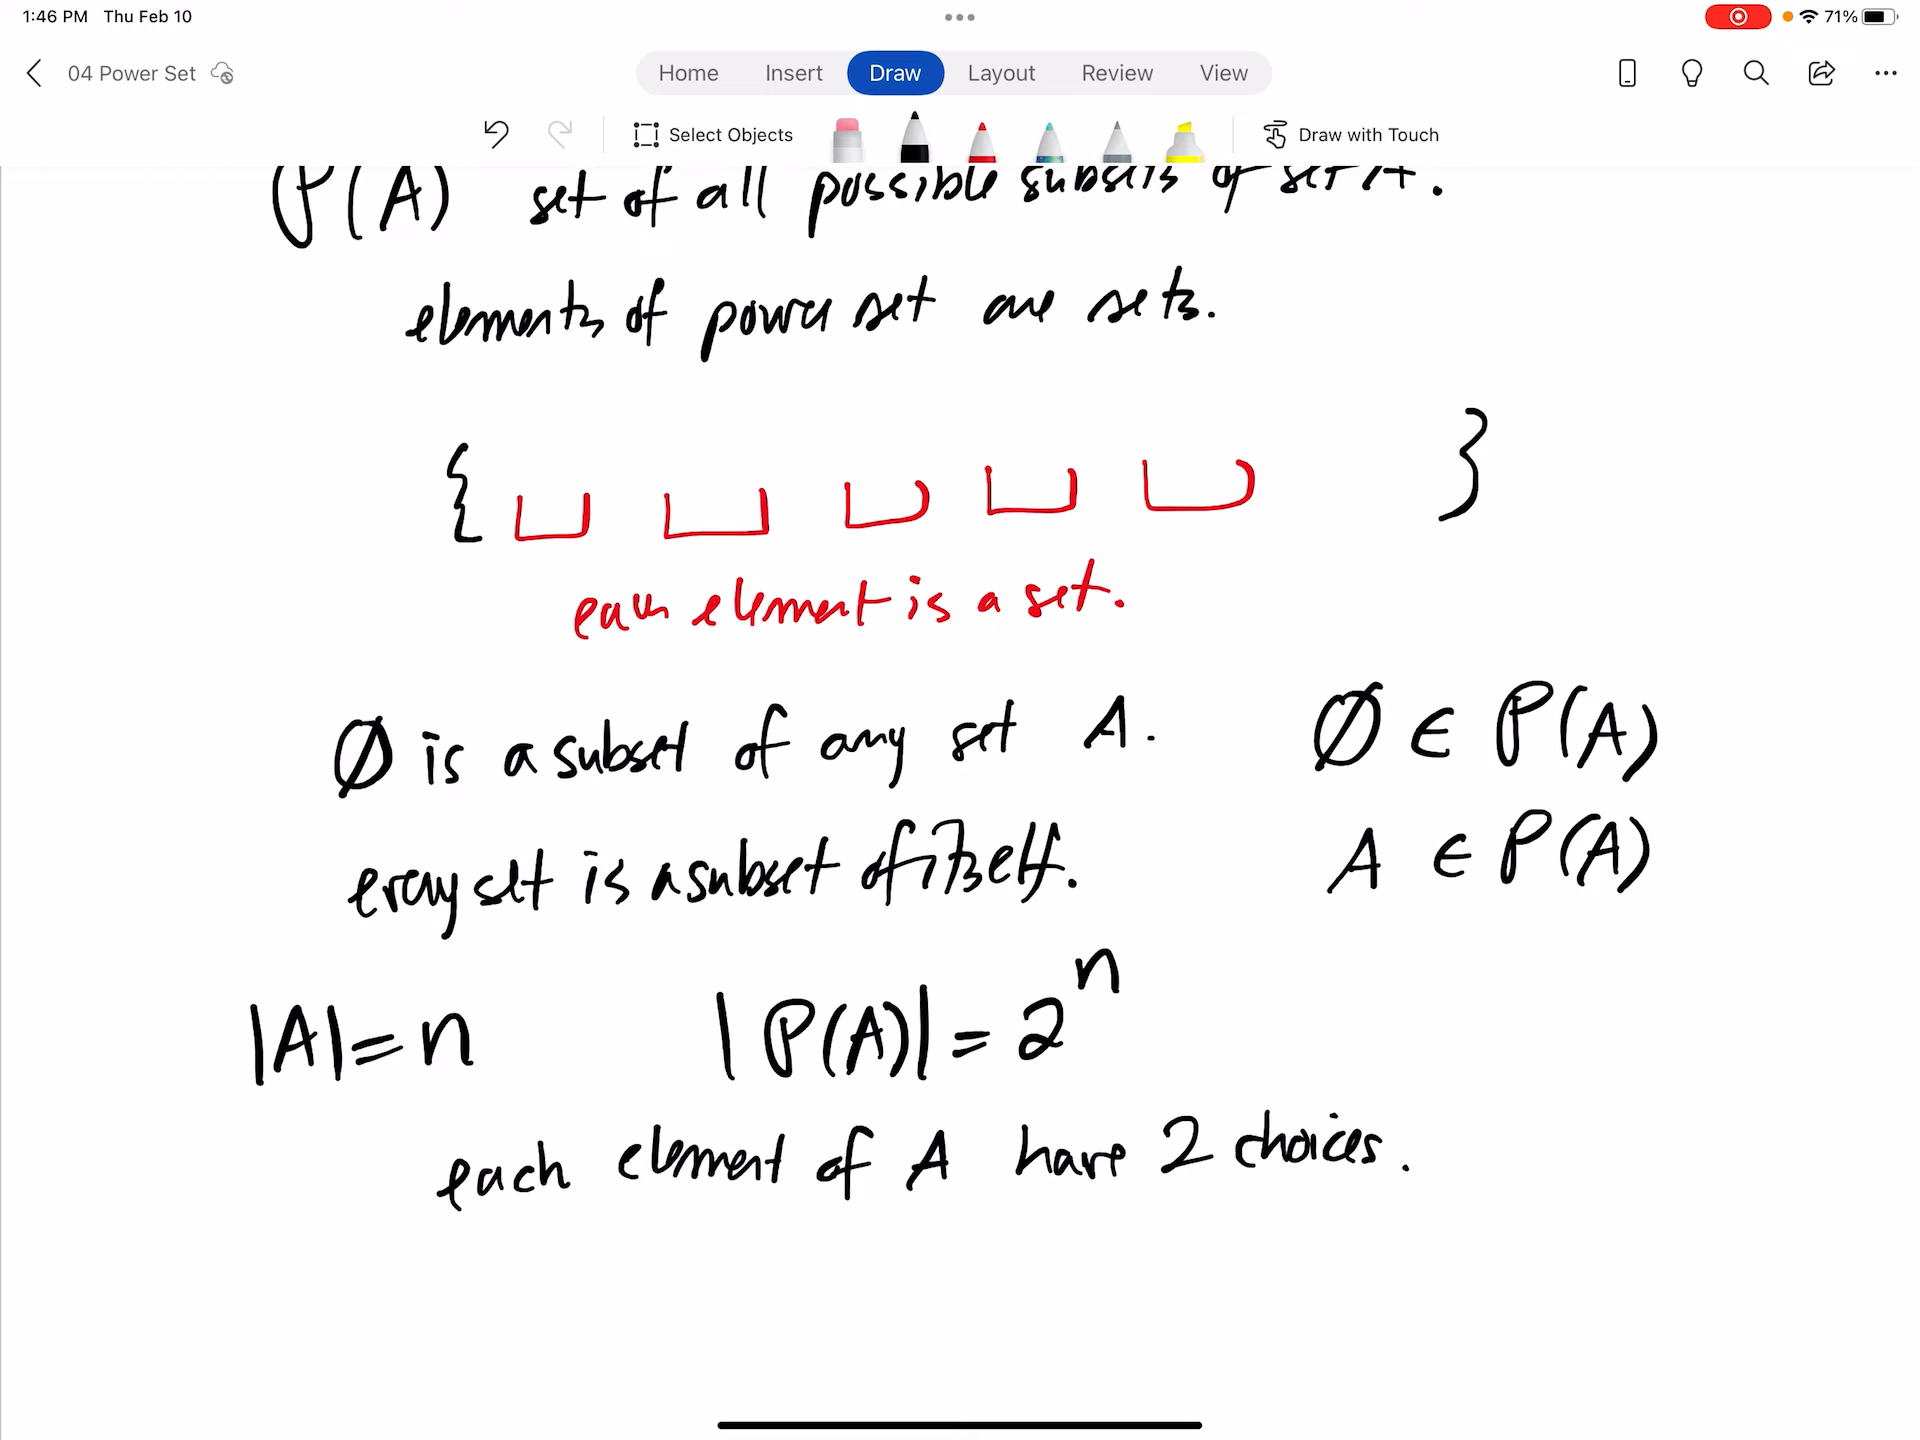 1:46 PM Thu Feb 10
71%
04 Power Set
Home Insert Draw Layout Review View
Select Objects
Draw with Touch
P(A) set of all possible subsets of set A.
elements of power set are sets.
{ }
each element is a set.
Ø is a subset of any set A. Ø ∈ P(A)
every set is a subset of itself. A ∈ P(A)
|A| = n |P(A)| = 2ⁿ
each element of A have 2 choices.